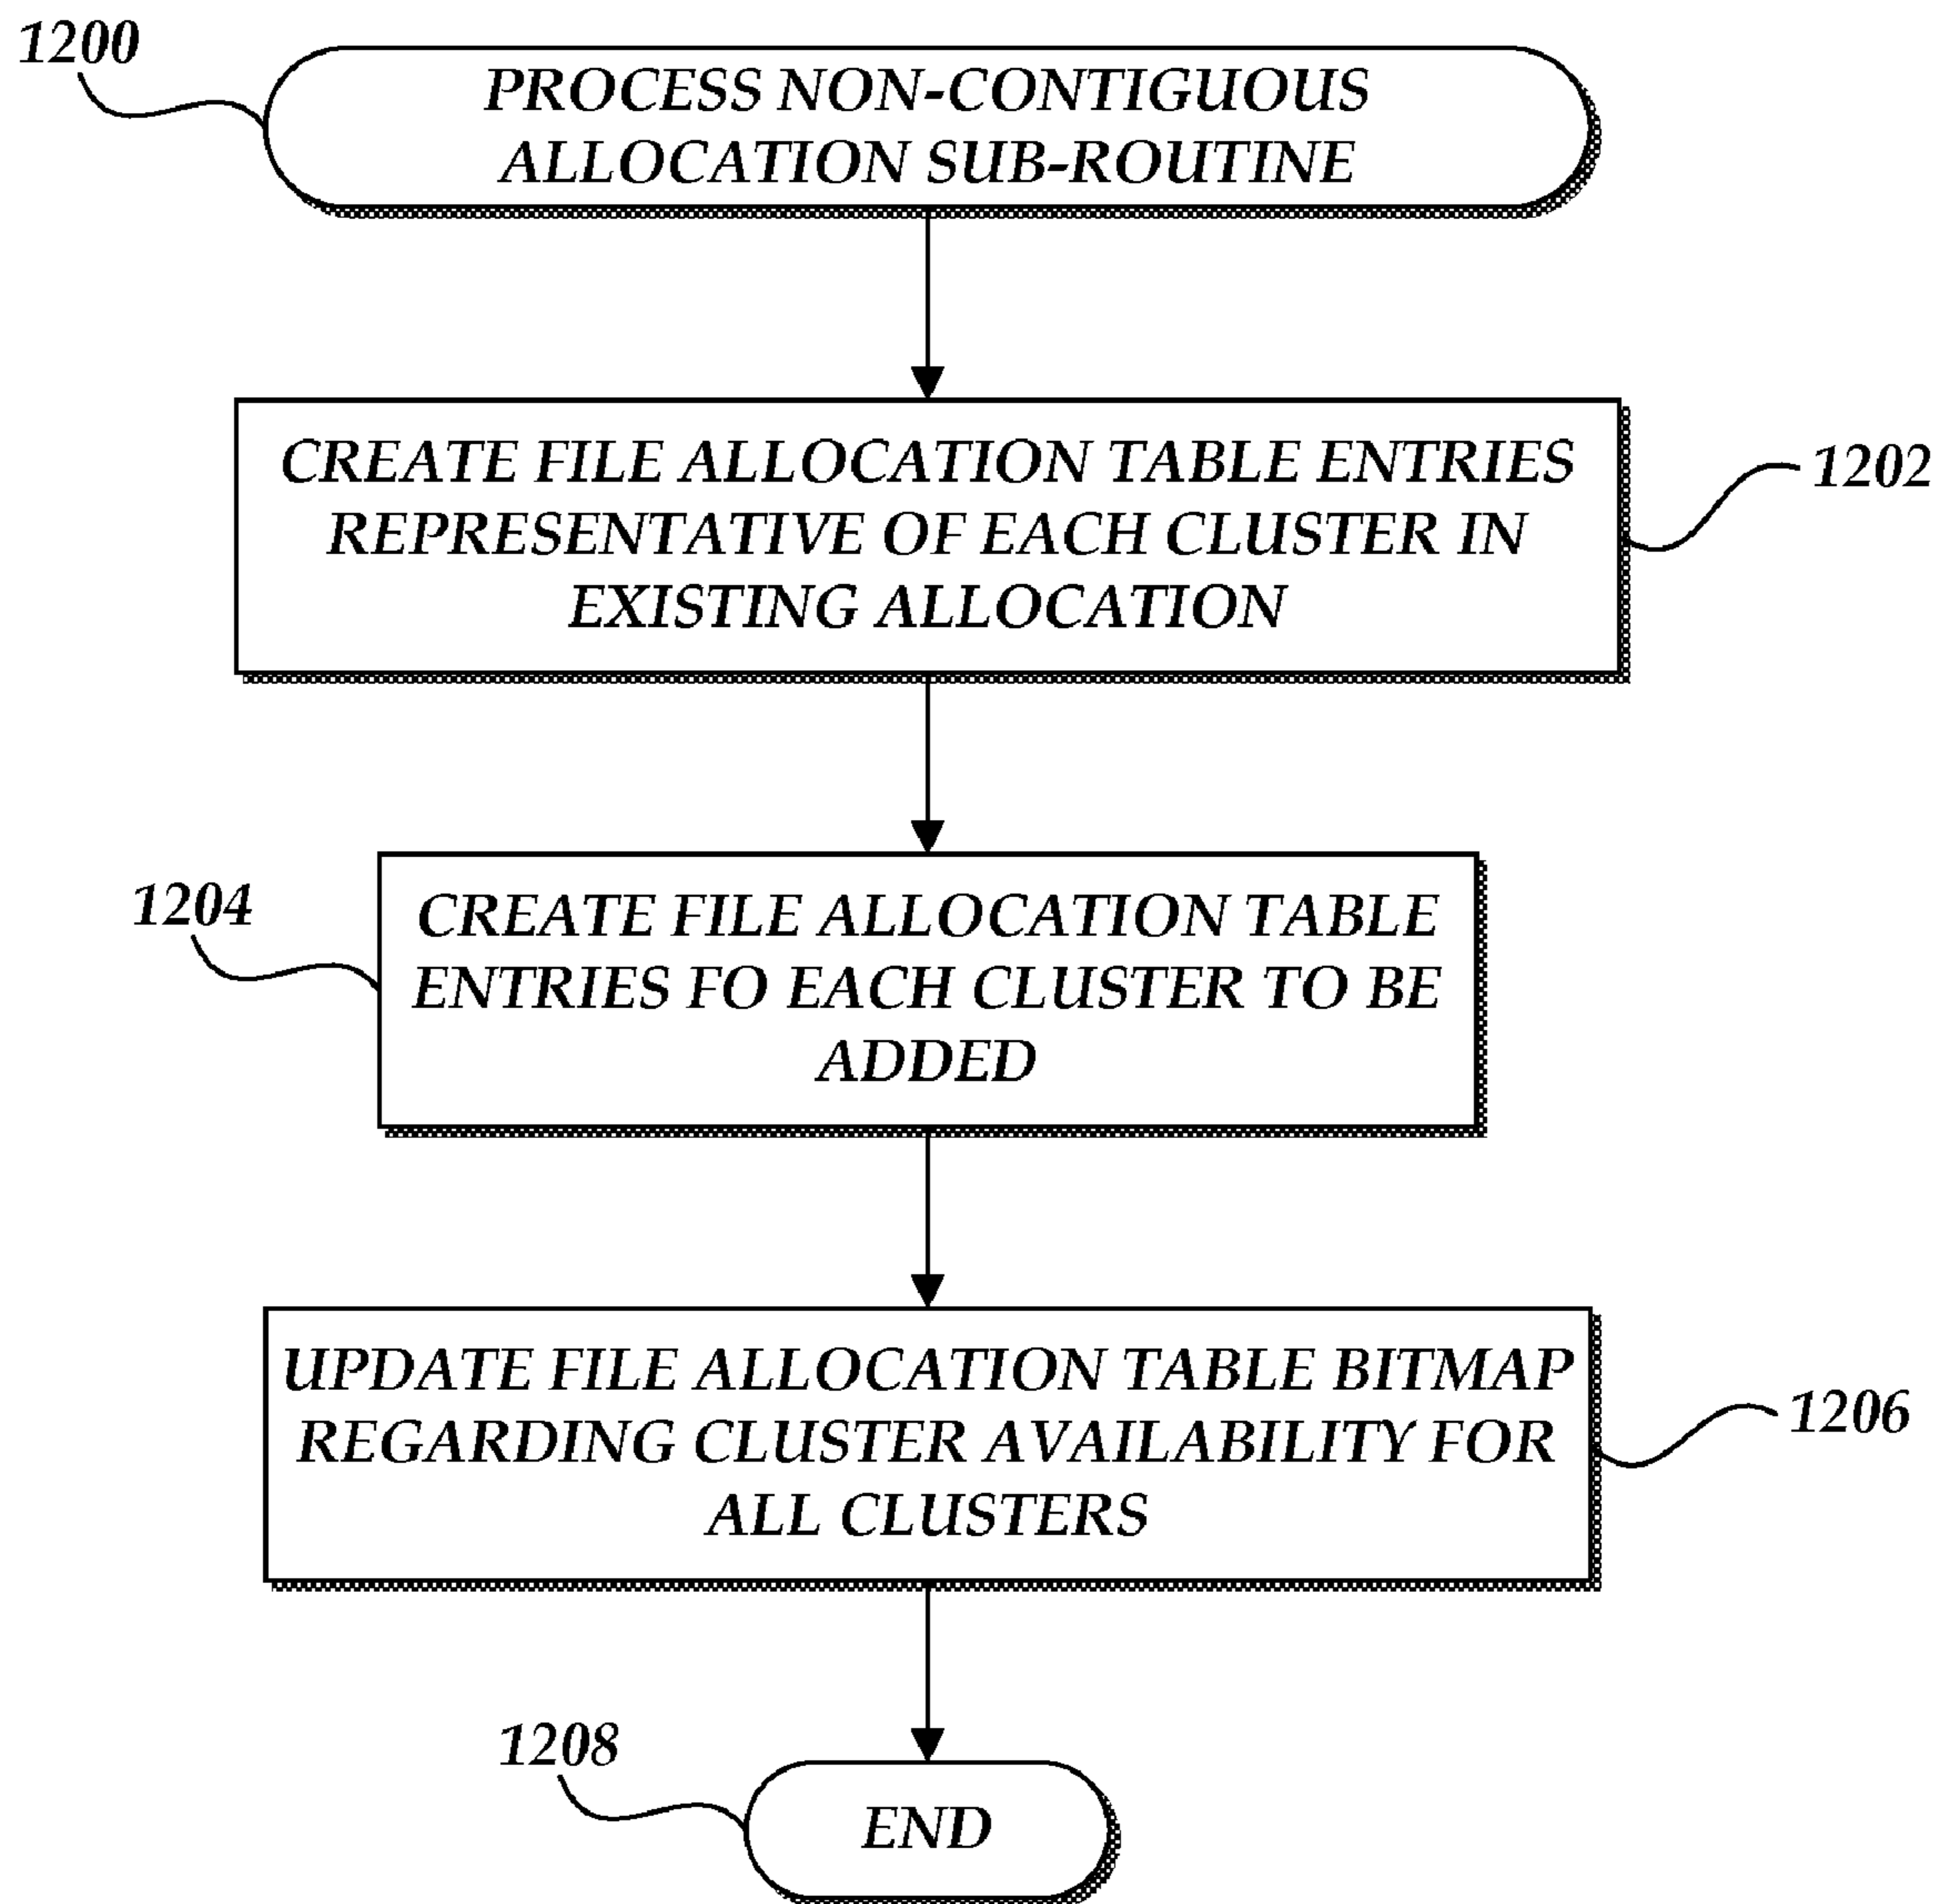 1200
PROCESS NON-CONTIGUOUS
ALLOCATION SUB-ROUTINE
CREATE FILE ALLOCATION TABLE ENTRIES
REPRESENTATIVE OF EACH CLUSTER IN
EXISTING ALLOCATION
1202
1204
CREATE FILE ALLOCATION TABLE
ENTRIES FO EACH CLUSTER TO BE
ADDED
UPDATE FILE ALLOCATION TABLE BITMAP
REGARDING CLUSTER AVAILABILITY FOR
ALL CLUSTERS
1206
1208
END